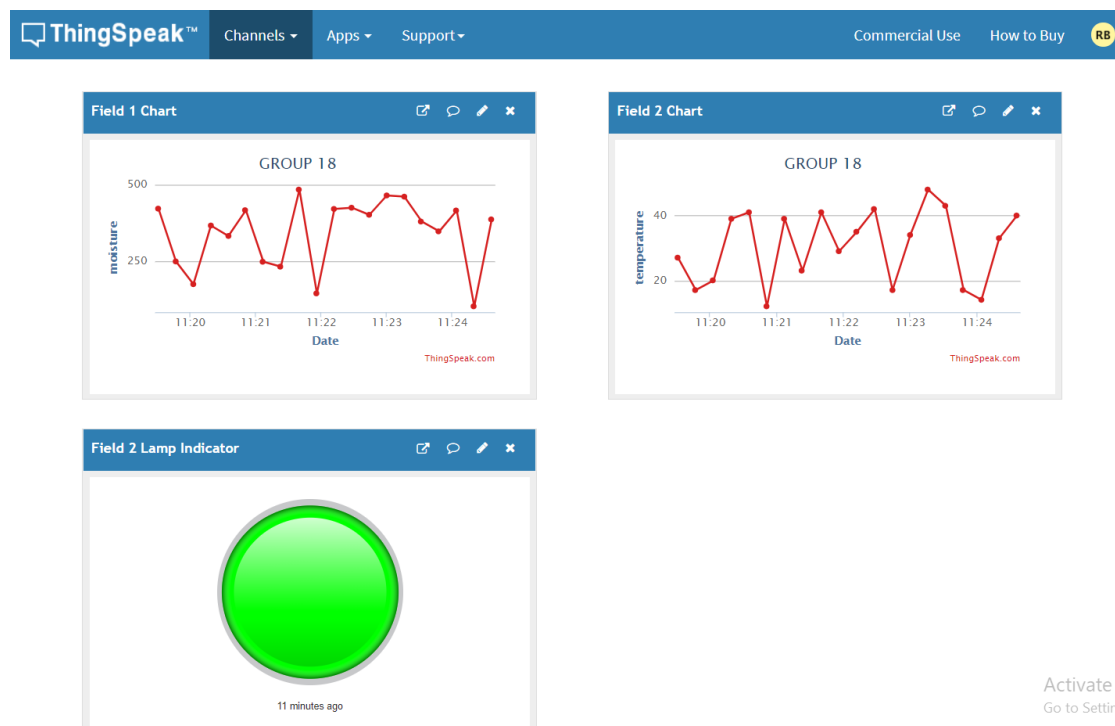 ThingSpeak™ Channels Apps Support Commercial Use How to Buy RB
Field 1 Chart
GROUP 18
500
250
moisture
11:20 11:21 11:22 11:23 11:24
Date
ThingSpeak.com
Field 2 Chart
GROUP 18
40
20
temperature
11:20 11:21 11:22 11:23 11:24
Date
ThingSpeak.com
Field 2 Lamp Indicator
11 minutes ago
Activate
Go to Settin